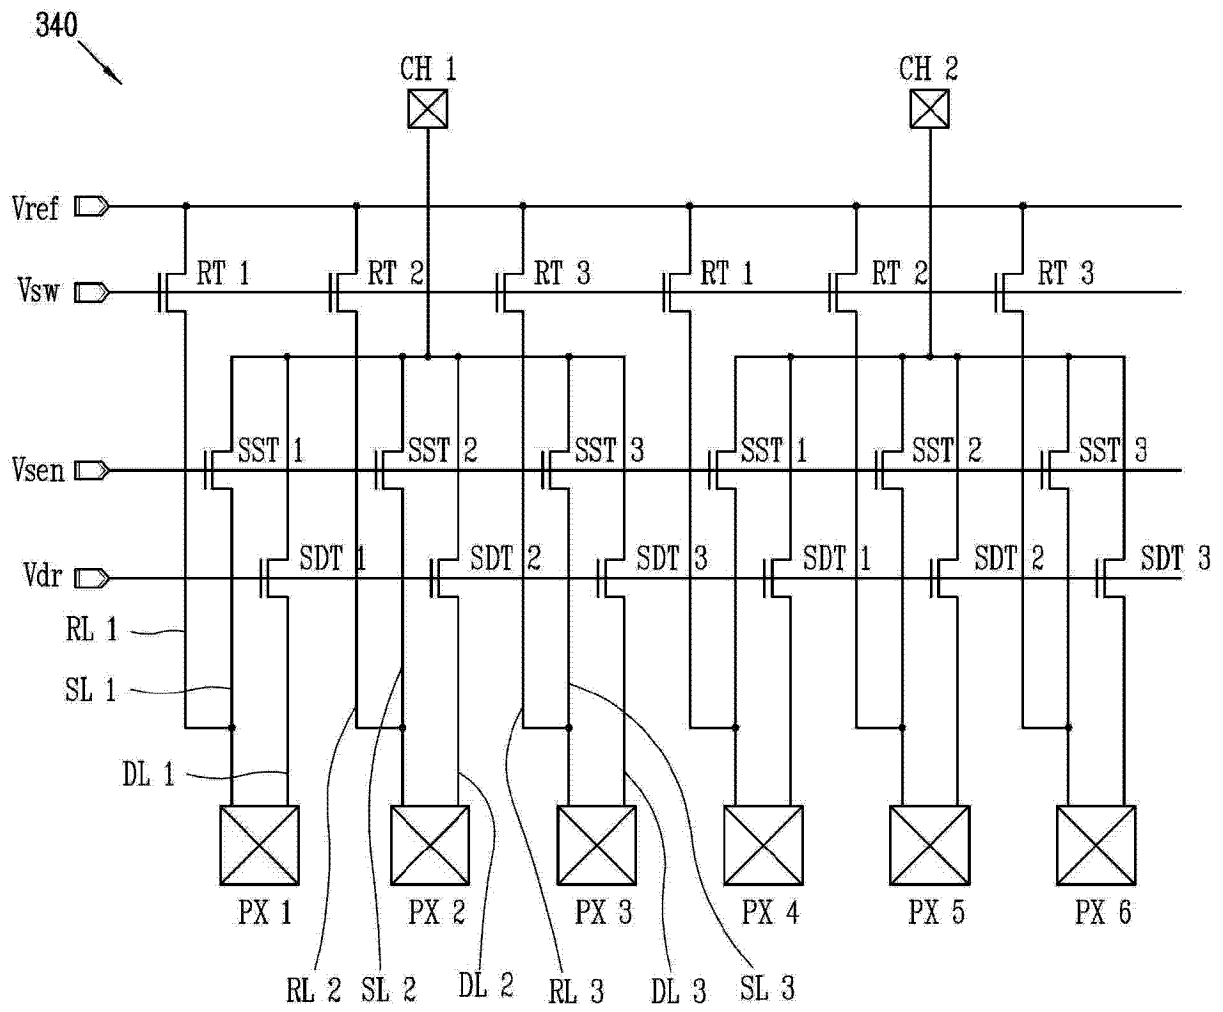 340
CH 1 CH 2
Vref
RT 1 RT 2 RT 3 RT 1 RT 2 RT 3
Vsw
SST 1 SST 2 SST 3 SST 1 SST 2 SST 3
Vsen
SDT 1 SDT 2 SDT 3 SDT 1 SDT 2 SDT 3
Vdr
RL 1
SL 1
DL 1
PX 1 PX 2 PX 3 PX 4 PX 5 PX 6
RL 2 SL 2 DL 2 RL 3 DL 3 SL 3